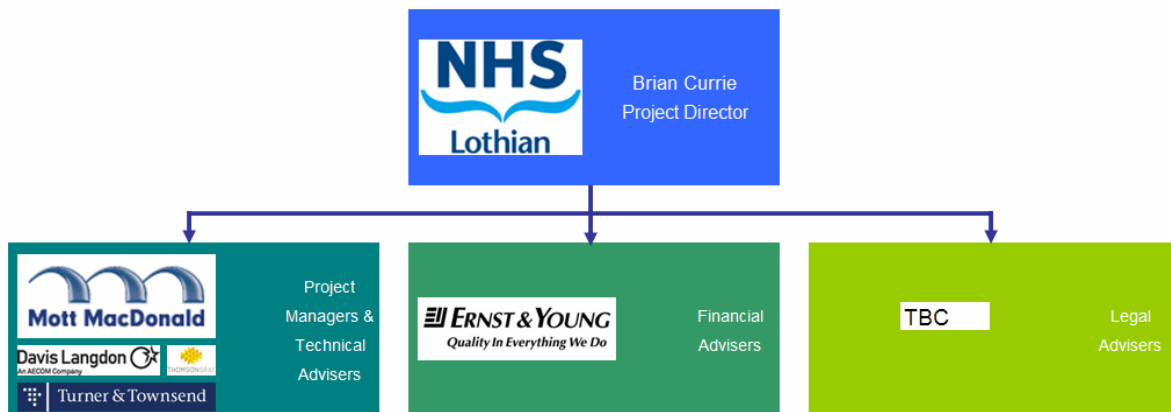 NHS
Lothian
Brian Currie
Project Director
Mott MacDonald
Davis Langdon
An AECOM Company
THOMSONGRAY
Turner & Townsend
Project
Managers &
Technical
Advisers
ERNST & YOUNG
Quality In Everything We Do
Financial
Advisers
TBC
Legal
Advisers